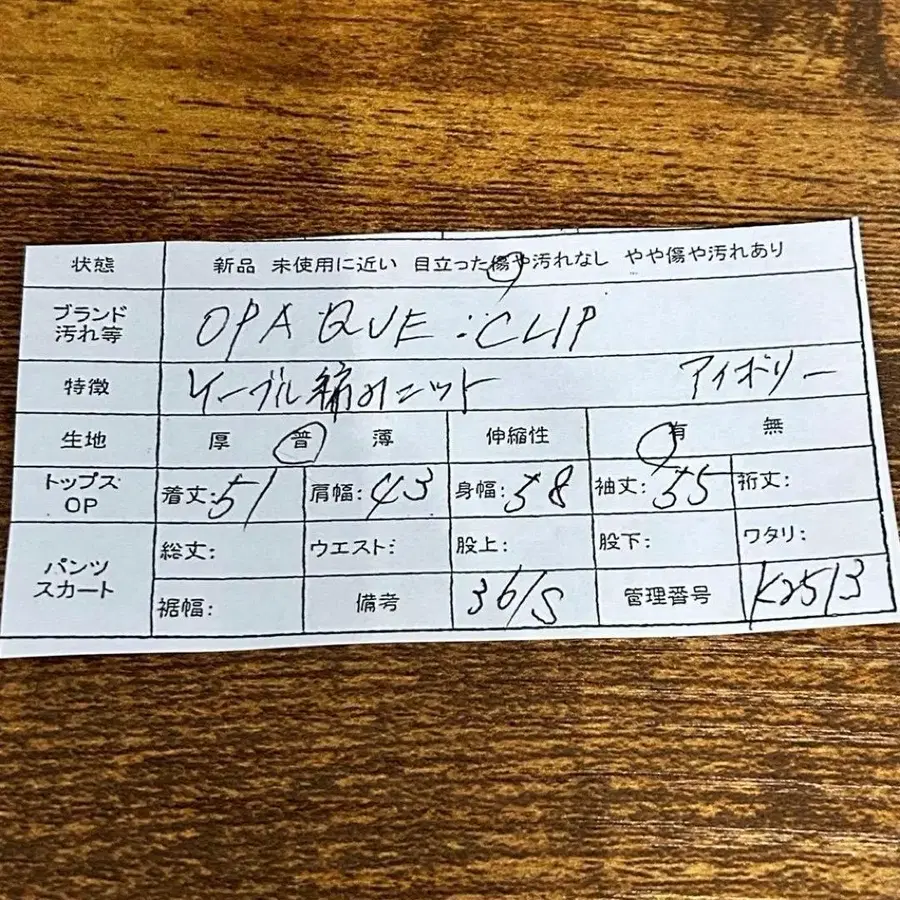 状態 新品 未使用に近い 目立った傷や汚れなし やや傷や汚れあり
ブランド
汚れ等 OPAQUE:CLIP
特徴 ケーブル編みニット アイボリー
生地 厚 普 薄 伸縮性 有 無
トップス
OP 着丈:51 肩幅:43 身幅:58 袖丈:55 裄丈:
パンツ
スカート 総丈: ウエスト: 股上: 股下: ワタリ:
裾幅: 備考 36/S 管理番号 K2513